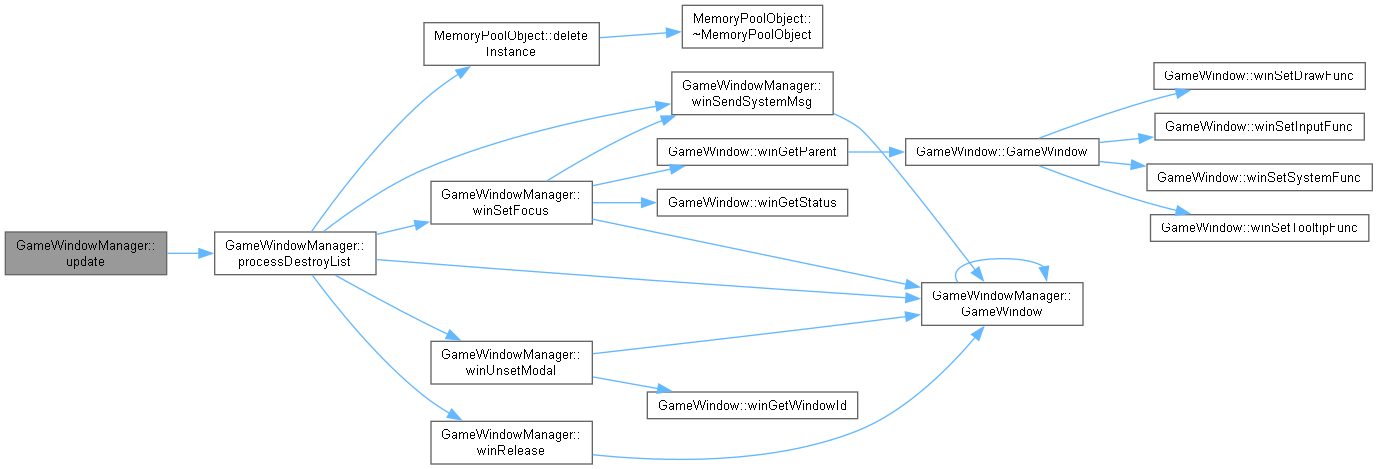 MemoryPoolObject::
~MemoryPoolObject
MemoryPoolObject::delete
Instance
GameWindow::winSetDrawFunc
GameWindowManager::
winSendSystemMsg
GameWindow::winSetInputFunc
GameWindow::winGetParent
GameWindow::GameWindow
GameWindow::winSetSystemFunc
GameWindowManager::
winSetFocus
GameWindow::winGetStatus
GameWindow::winSetTooltipFunc
GameWindowManager::
update
GameWindowManager::
processDestroyList
GameWindowManager::
GameWindow
GameWindowManager::
winUnsetModal
GameWindow::winGetWindowId
GameWindowManager::
winRelease